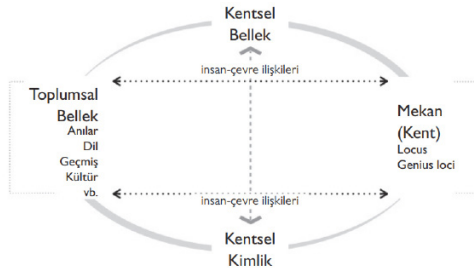 Kentsel
Bellek
insan-çevre ilişkileri
Toplumsal
Bellek
Anılar
Dil
Geçmiş
Kültür
vb.
Mekan
(Kent)
Locus
Genius loci
insan-çevre ilişkileri
Kentsel
Kimlik